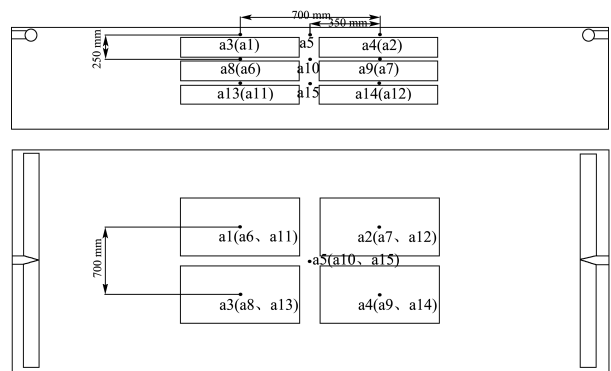 700 mm
350 mm
250 mm
a3(a1) a5 a4(a2)
a8(a6) a10 a9(a7)
a13(a11) a15 a14(a12)
700 mm
a1(a6、a11) a2(a7、a12)
a5(a10、a15)
a3(a8、a13) a4(a9、a14)